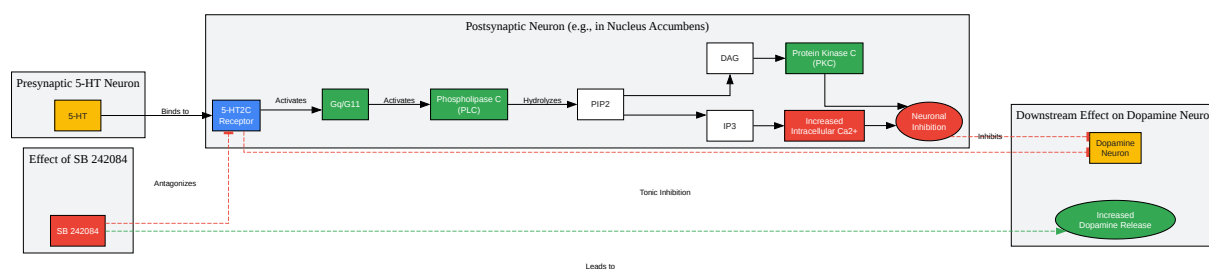 Postsynaptic Neuron (e.g., in Nucleus Accumbens)
Presynaptic 5-HT Neuron
5-HT
Binds to
5-HT2C
Receptor
Activates
Gq/G11
Activates
Phospholipase C
(PLC)
Hydrolyzes
PIP2
DAG
Protein Kinase C
(PKC)
IP3
Increased
Intracellular Ca2+
Neuronal
Inhibition
Inhibits
Downstream Effect on Dopamine Neuro
Dopamine
Neuron
Increased
Dopamine Release
Effect of SB 242084
SB 242084
Antagonizes
Tonic Inhibition
Leads to